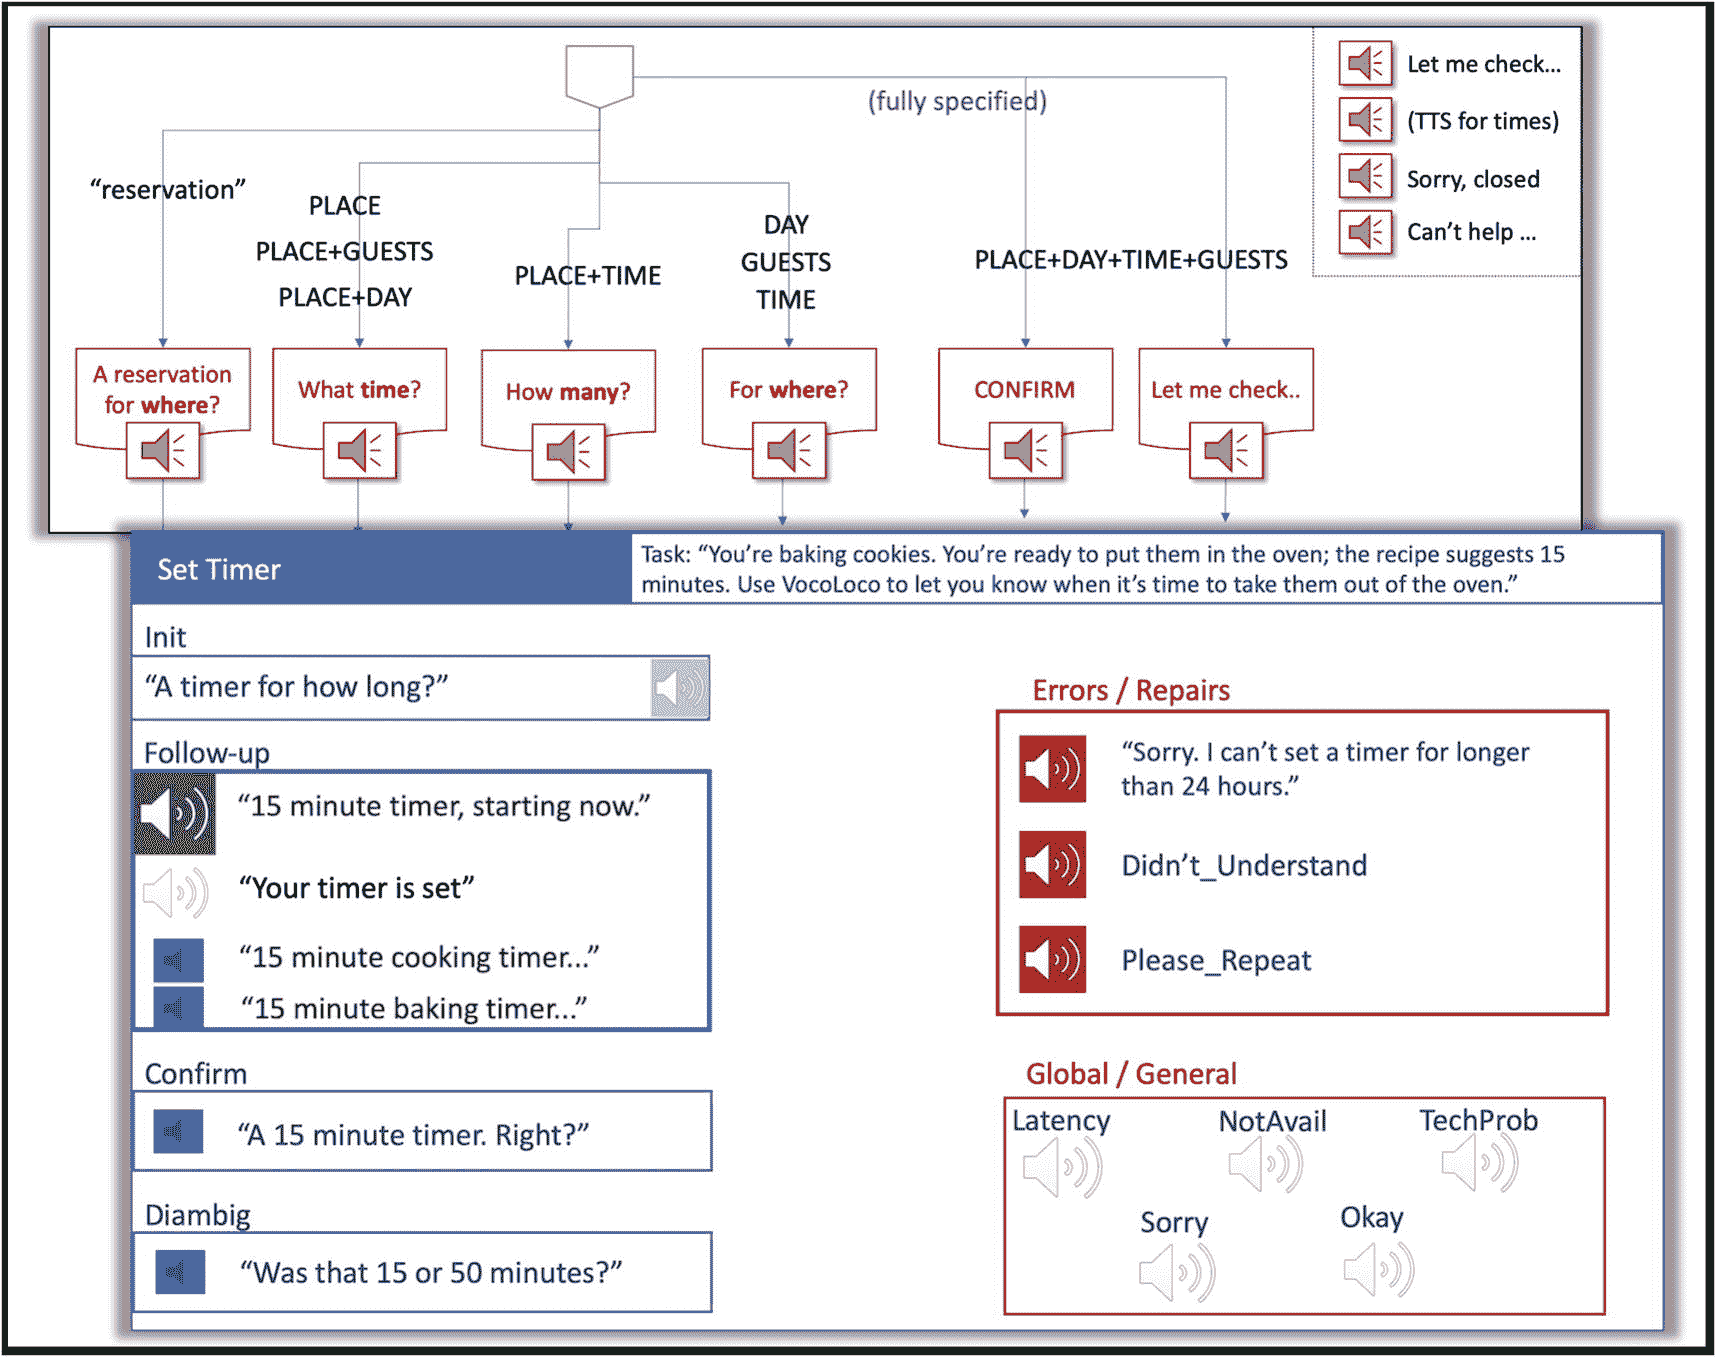 Let me check…
(fully specified)
(TTS for times)
Sorry, closed
Can’t help …
“reservation”
PLACE
PLACE+GUESTS
PLACE+DAY
PLACE+TIME
DAY
GUESTS
TIME
PLACE+DAY+TIME+GUESTS
A reservation
for where?
What time?
How many?
For where?
CONFIRM
Let me check..
Set Timer
Task: “You’re baking cookies. You’re ready to put them in the oven; the recipe suggests 15
minutes. Use VocoLoco to let you know when it’s time to take them out of the oven.”
Init
“A timer for how long?”
Follow-up
“15 minute timer, starting now.”
“Your timer is set”
“15 minute cooking timer...”
“15 minute baking timer...”
Confirm
“A 15 minute timer. Right?”
Diambig
“Was that 15 or 50 minutes?”
Errors / Repairs
“Sorry. I can’t set a timer for longer
than 24 hours.”
Didn’t_Understand
Please_Repeat
Global / General
Latency
NotAvail
TechProb
Sorry
Okay